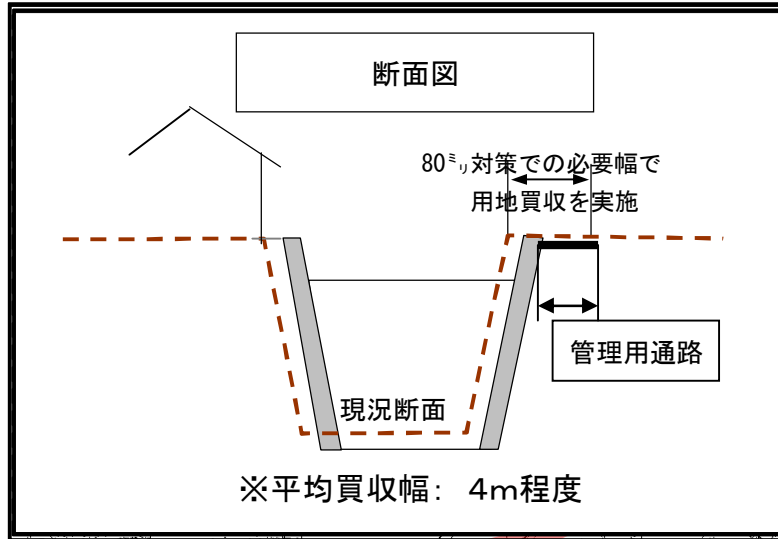 断面図
80㍉対策での必要幅で
用地買収を実施
管理用通路
現況断面
※平均買収幅： 4m程度